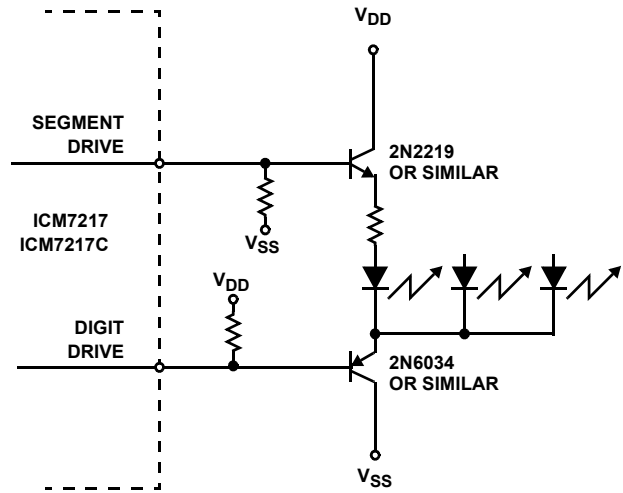 VDD
SEGMENT
DRIVE
2N2219
OR SIMILAR
ICM7217
ICM7217C
VSS
VDD
DIGIT
DRIVE
2N6034
OR SIMILAR
VSS